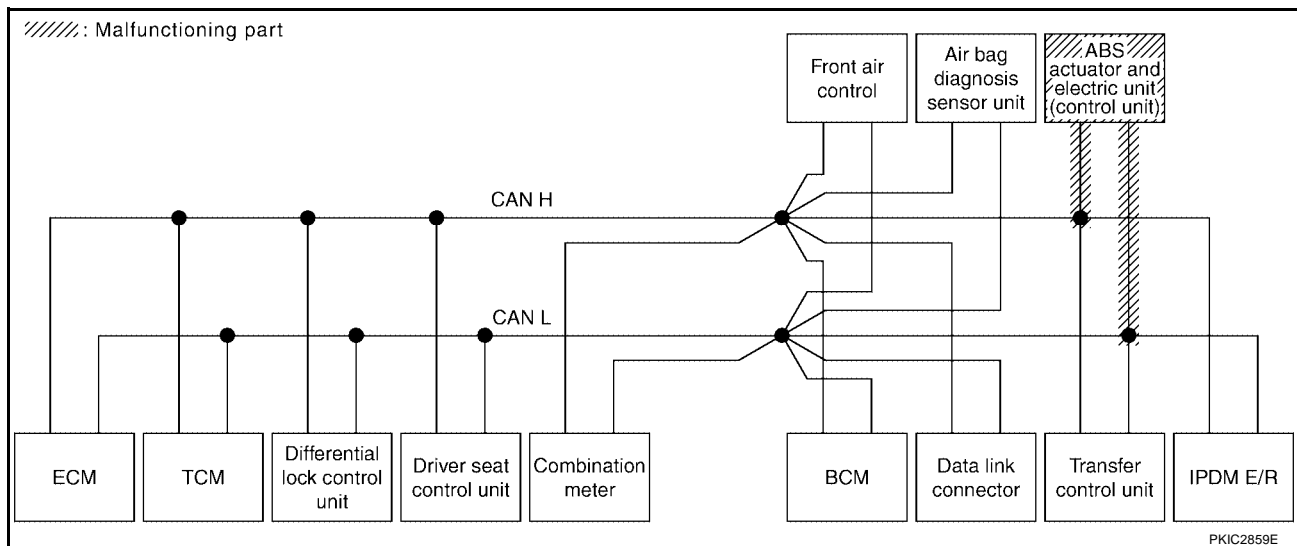 : Malfunctioning part
Front air
control
Air bag
diagnosis
sensor unit
ABS
actuator and
electric unit
(control unit)
CAN H
CAN L
ECM
TCM
Differential
lock control
unit
Driver seat
control unit
Combination
meter
BCM
Data link
connector
Transfer
control unit
IPDM E/R
PKIC2859E